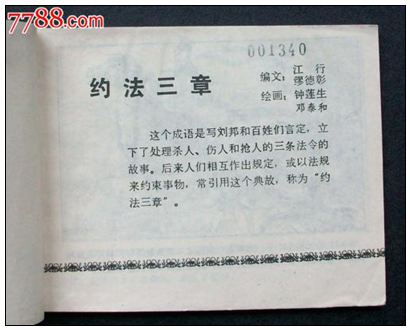 7788.com
001340
约法三章
编文：江行
缪德彰
绘画：钟莲生
邓泰和
这个成语是写刘邦和百姓们言定，立
下了处理杀人、伤人和抢人的三条法令的
故事。后来人们相互作出规定，或以法规
来约束事物，常引用这个典故，称为“约
法三章”。